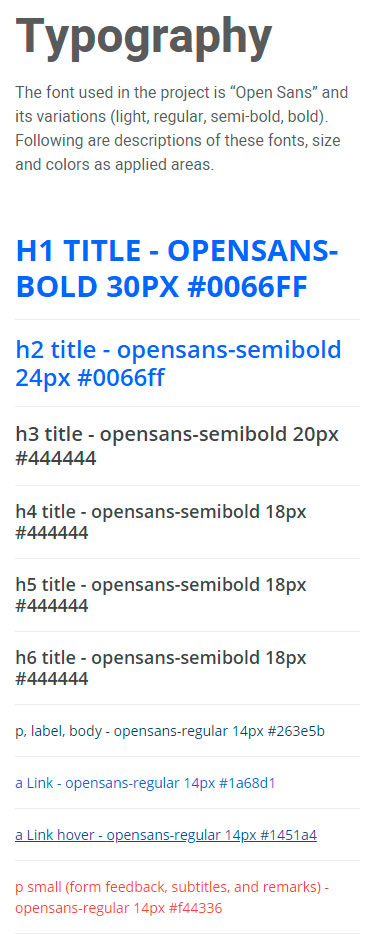 Typography
The font used in the project is “Open Sans” and
its variations (light, regular, semi-bold, bold).
Following are descriptions of these fonts, size
and colors as applied areas.
H1 TITLE - OPENSANS-
BOLD 30PX #0066FF
h2 title - opensans-semibold
24px #0066ff
h3 title - opensans-semibold 20px
#444444
h4 title - opensans-semibold 18px
#444444
h5 title - opensans-semibold 18px
#444444
h6 title - opensans-semibold 18px
#444444
p, label, body - opensans-regular 14px #263e5b
a Link - opensans-regular 14px #1a68d1
a Link hover - opensans-regular 14px #1451a4
p small (form feedback, subtitles, and remarks) -
opensans-regular 14px #f44336